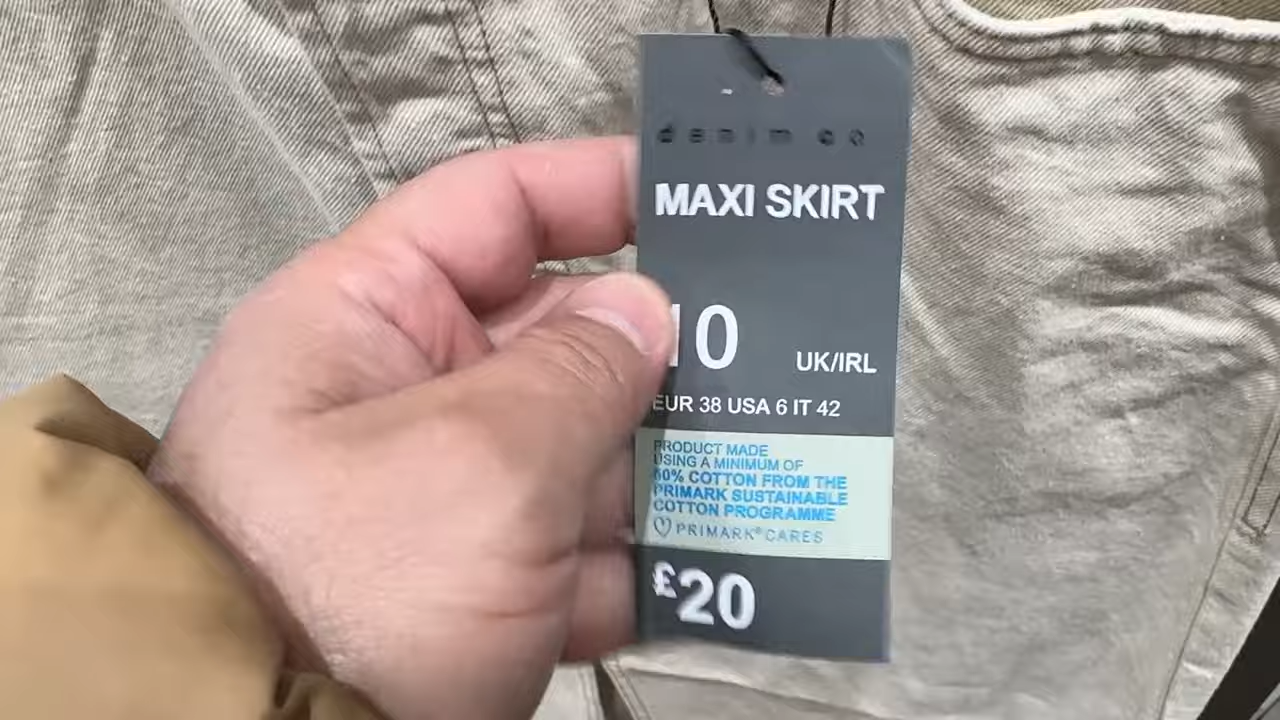 denim co
MAXI SKIRT
10
UK/IRL
EUR 38 USA 6 IT 42
PRODUCT MADE
USING A MINIMUM OF
60% COTTON FROM THE
PRIMARK SUSTAINABLE
COTTON PROGRAMME
PRIMARK® CARES
£20